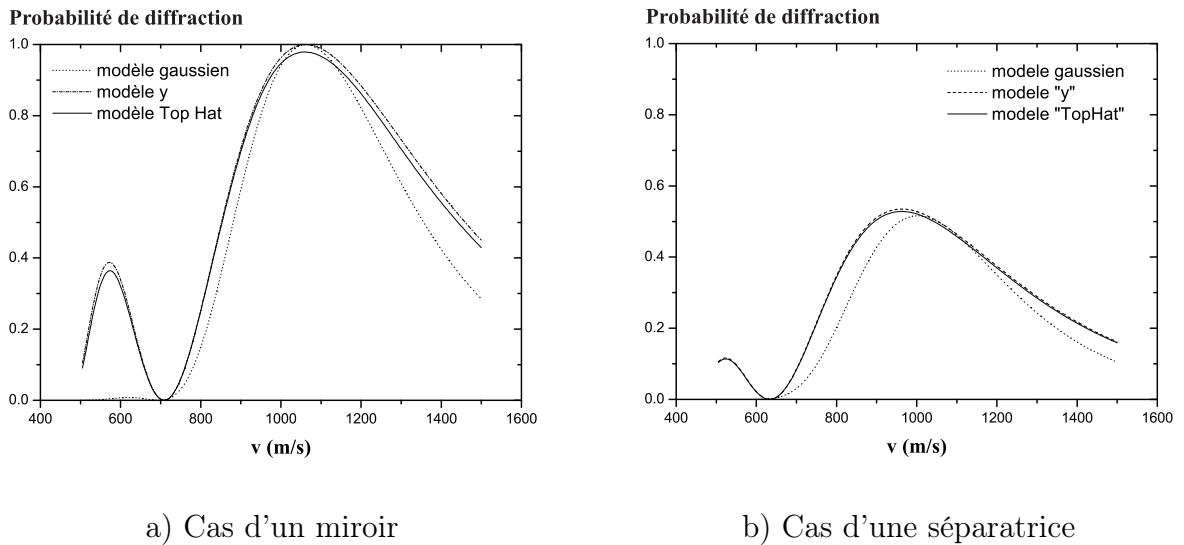 Probabilité de diffraction
1.0
0.8
0.6
0.4
0.2
0.0
modèle gaussien
modèle y
modèle Top Hat
400 600 800 1000 1200 1400 1600
v (m/s)
a) Cas d'un miroir
Probabilité de diffraction
1.0
0.8
0.6
0.4
0.2
0.0
modele gaussien
modele "y"
modele "TopHat"
400 600 800 1000 1200 1400 1600
v (m/s)
b) Cas d'une séparatrice